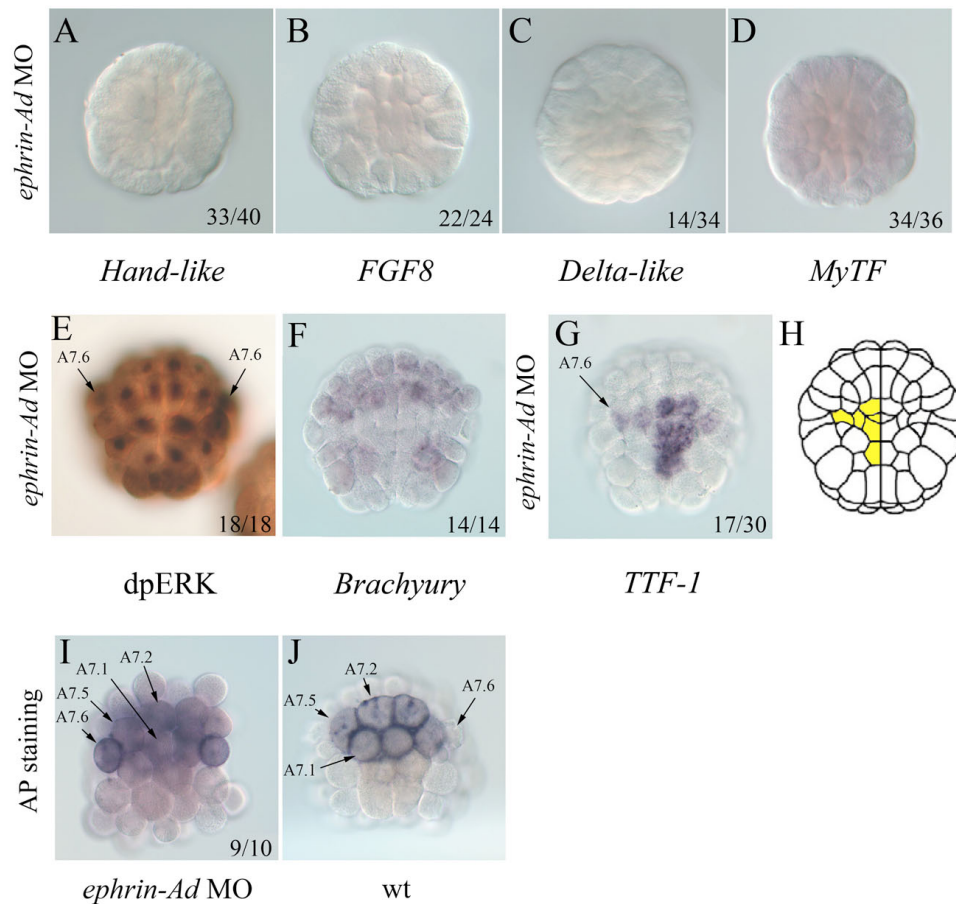 A
B
C
D
ephrin-Ad MO
33/40
22/24
14/34
34/36
Hand-like
FGF8
Delta-like
MyTF
E
F
G
H
ephrin-Ad MO
A7.6
A7.6
18/18
14/14
ephrin-Ad MO
A7.6
17/30
dpERK
Brachyury
TTF-1
I
J
AP staining
A7.2
A7.1
A7.5
A7.6
9/10
A7.2
A7.5
A7.6
A7.1
ephrin-Ad MO
wt